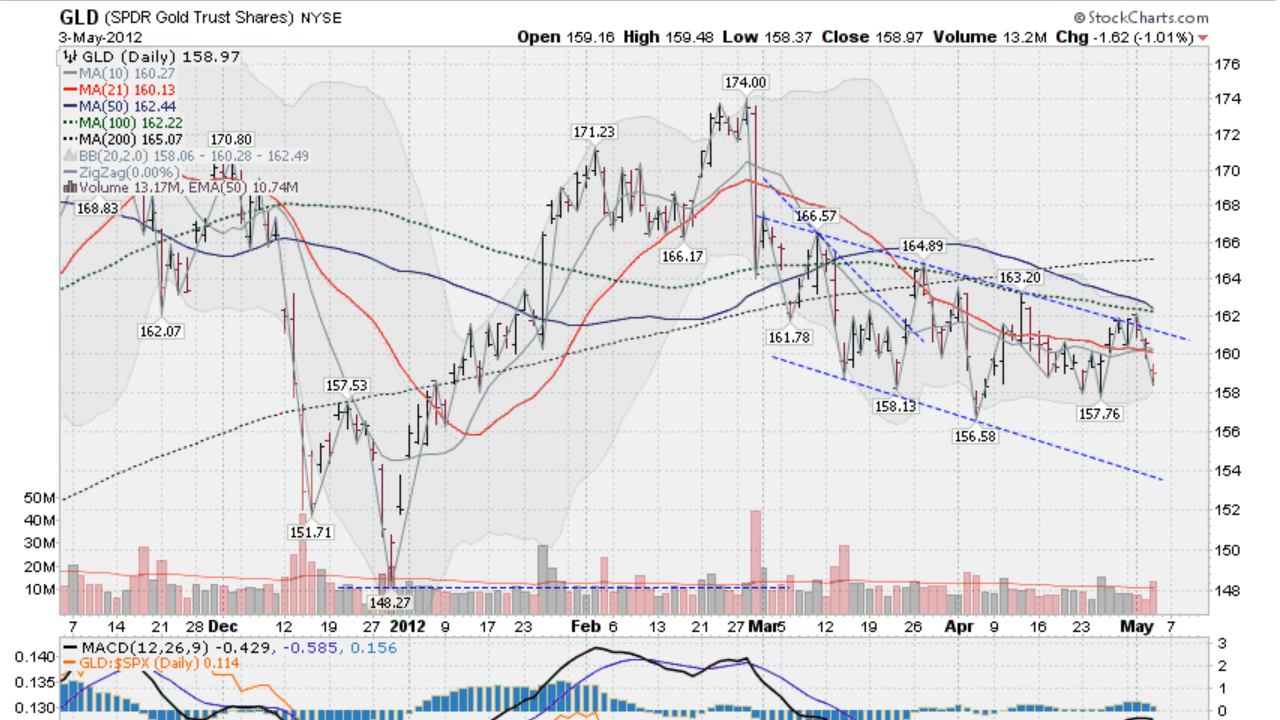 GLD (SPDR Gold Trust Shares) NYSE © StockCharts.com
3-May-2012 Open 159.16 High 159.48 Low 158.37 Close 158.97 Volume 13.2M Chg -1.62 (-1.01%)
GLD (Daily) 158.97
MA(10) 160.27
MA(21) 160.13
MA(50) 162.44
MA(100) 162.22
MA(200) 165.07
BB(20,2.0) 158.06 - 160.28 - 162.49
ZigZag(0.00%)
Volume 13.17M, EMA(50) 10.74M
174.00
171.23
170.80
168.83
166.57
166.17
164.89
163.20
162.07
161.78
158.13
157.76
157.53
156.58
151.71
148.27
176
174
172
170
168
166
164
162
160
158
156
154
152
150
148
50M
40M
30M
20M
10M
7 14 21 28 Dec 12 19 27 2012 9 17 23 Feb 6 13 21 27 Mar 5 12 19 26 Apr 9 16 23 May 7
MACD(12,26,9) -0.429, -0.585, 0.156
GLD:$SPX (Daily) 0.114
0.140
0.135
0.130
3
2
1
0